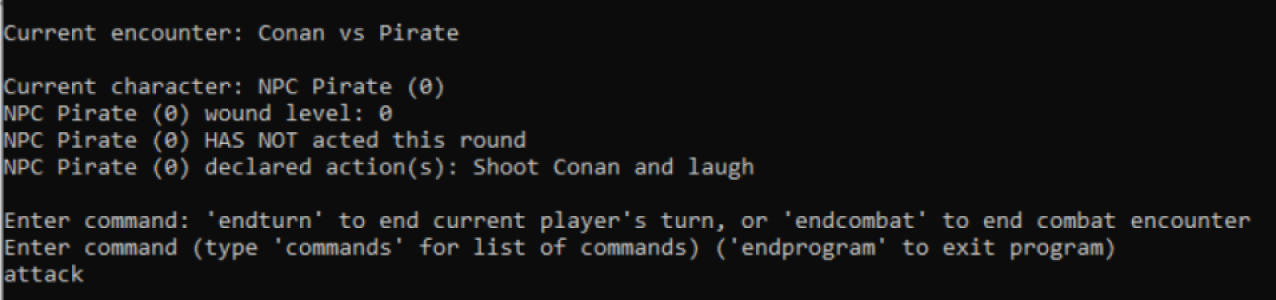 Current encounter: Conan vs Pirate
Current character: NPC Pirate (0)
NPC Pirate (0) wound level: 0
NPC Pirate (0) HAS NOT acted this round
NPC Pirate (0) declared action(s): Shoot Conan and laugh
Enter command: 'endturn' to end current player's turn, or 'endcombat' to end combat encounter
Enter command (type 'commands' for list of commands) ('endprogram' to exit program)
attack